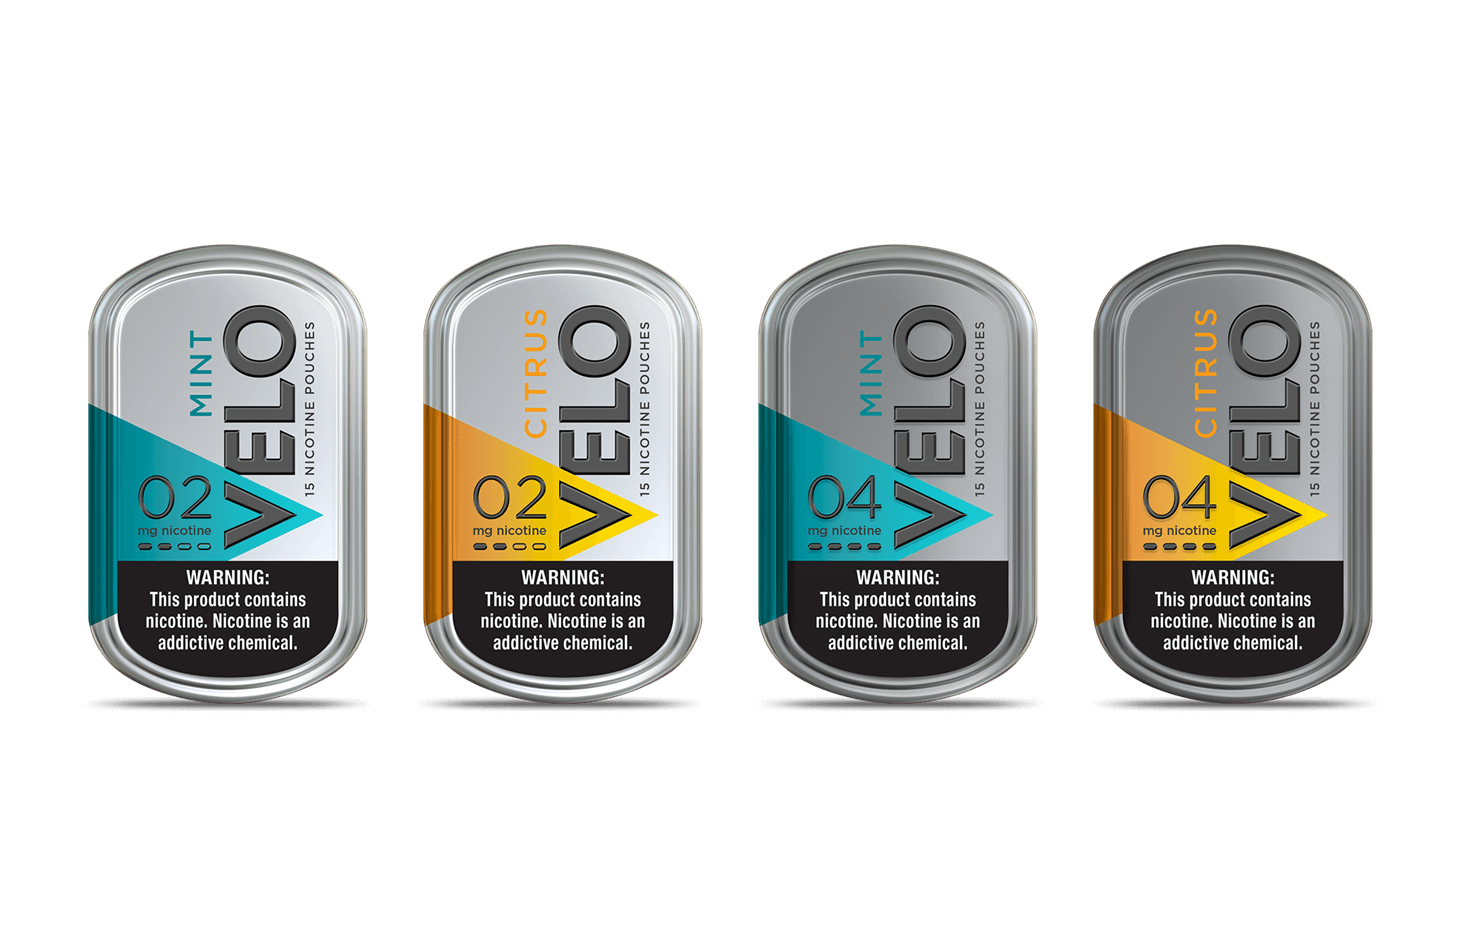 MINT
VELO
15 NICOTINE POUCHES
02
mg nicotine
WARNING:
This product contains
nicotine. Nicotine is an
addictive chemical.
CITRUS
VELO
15 NICOTINE POUCHES
02
mg nicotine
WARNING:
This product contains
nicotine. Nicotine is an
addictive chemical.
MINT
VELO
15 NICOTINE POUCHES
04
mg nicotine
WARNING:
This product contains
nicotine. Nicotine is an
addictive chemical.
CITRUS
VELO
15 NICOTINE POUCHES
04
mg nicotine
WARNING:
This product contains
nicotine. Nicotine is an
addictive chemical.